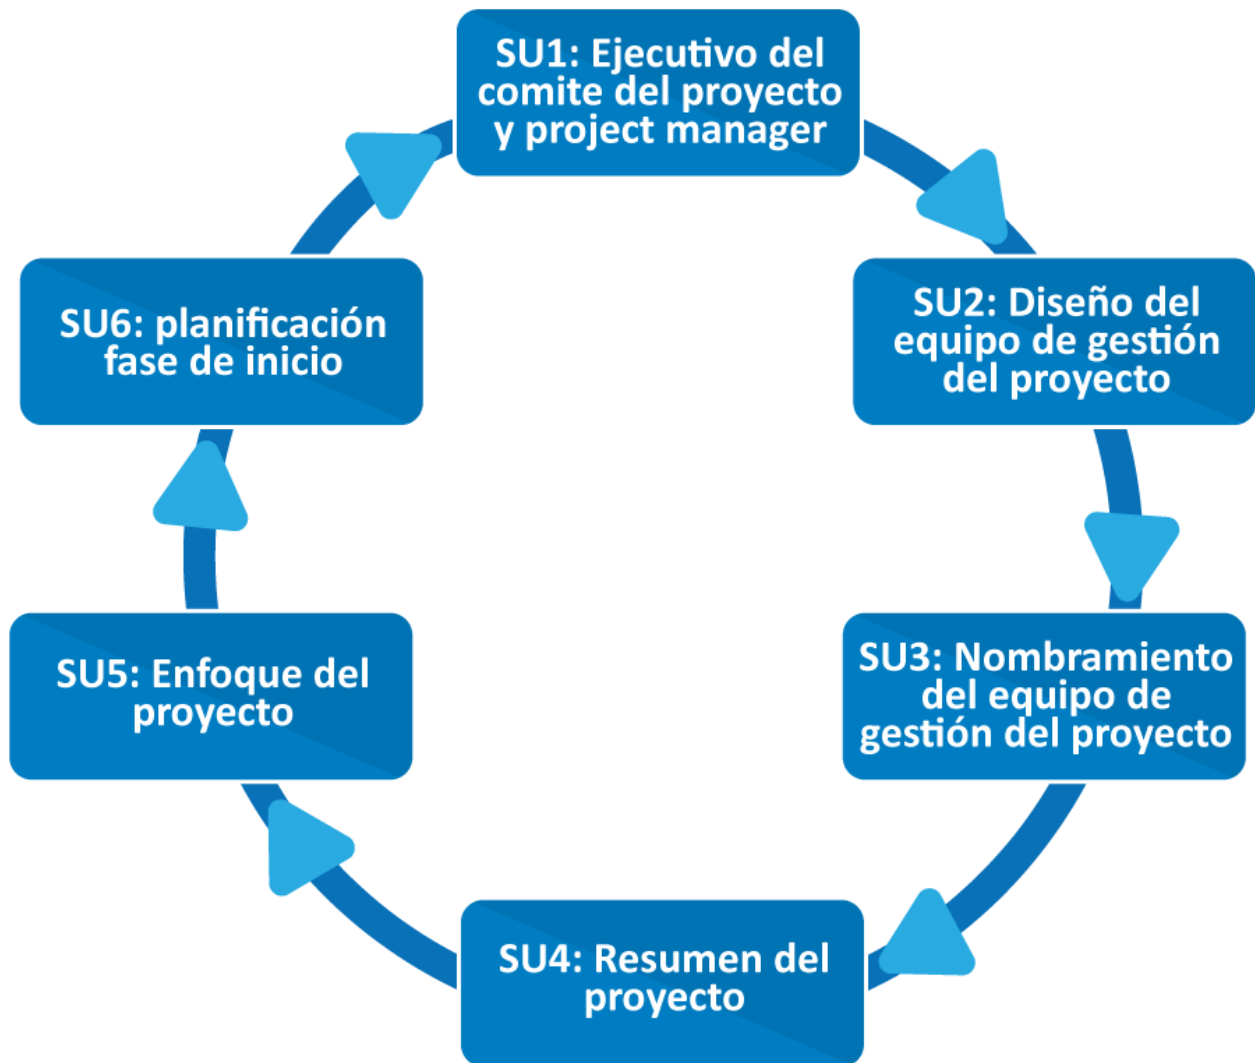 SU1: Ejecutivo del
comite del proyecto
y project manager
SU2: Diseño del
equipo de gestión
del proyecto
SU3: Nombramiento
del equipo de
gestión del proyecto
SU4: Resumen del
proyecto
SU5: Enfoque del
proyecto
SU6: planificación
fase de inicio